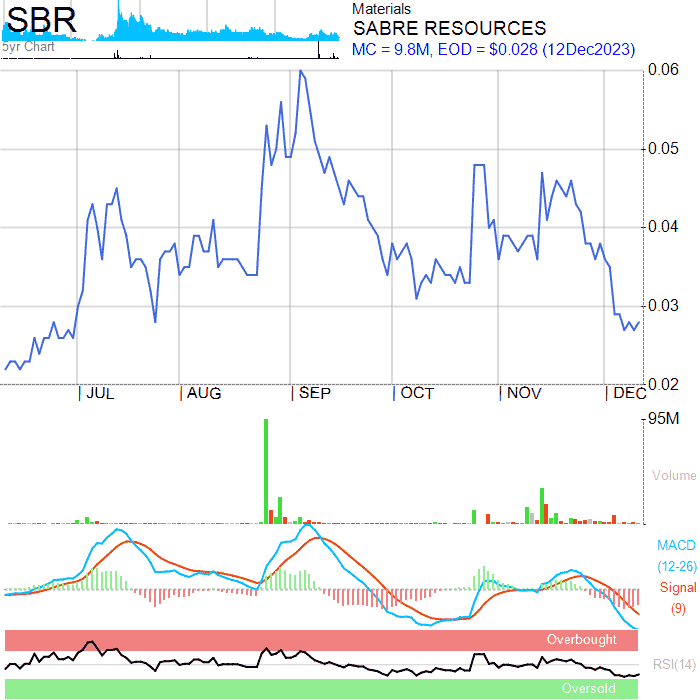 SBR
5yr Chart
Materials
SABRE RESOURCES
MC = 9.8M, EOD = $0.028 (12Dec2023)
0.06
0.05
0.04
0.03
0.02
JUL AUG SEP OCT NOV DEC
95M
Volume
MACD
(12-26)
Signal
(9)
Overbought
RSI(14)
Oversold